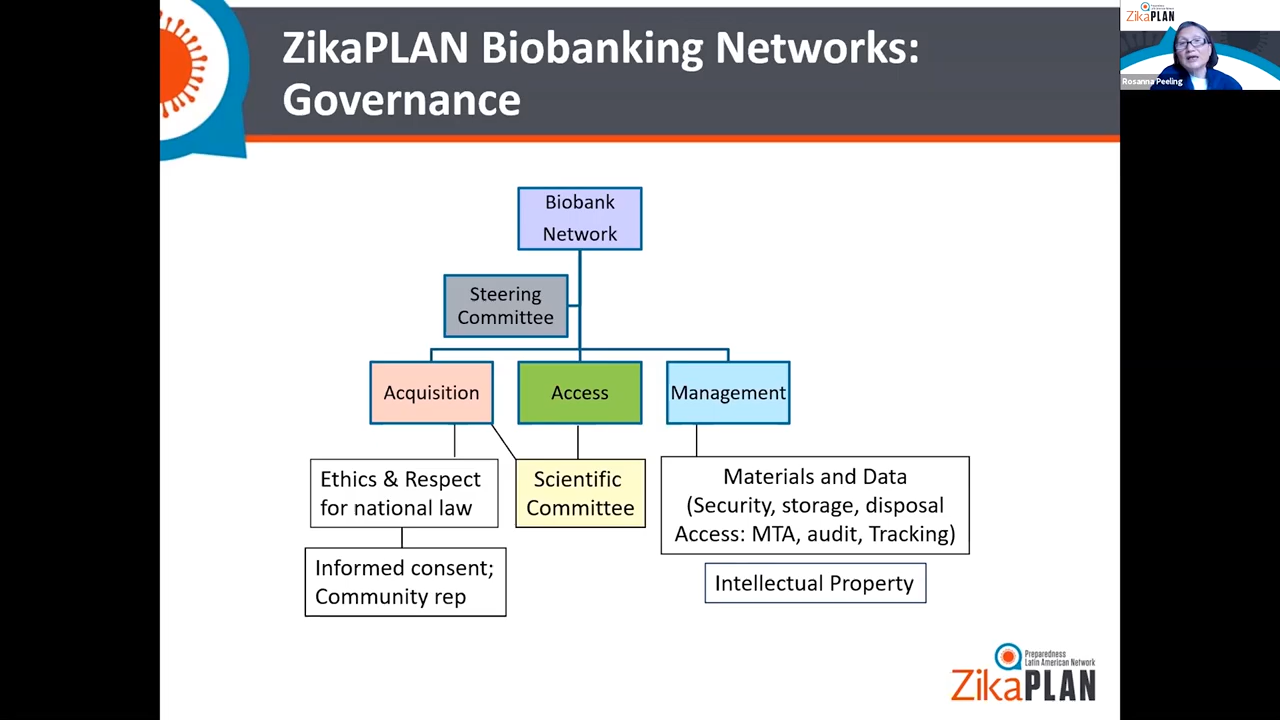 ZikaPLAN Biobanking Networks:
Governance
ZikaPLAN
Rosanna Peeling
Biobank
Network
Steering
Committee
Acquisition
Access
Management
Ethics & Respect
for national law
Scientific
Committee
Materials and Data
(Security, storage, disposal
Access: MTA, audit, Tracking)
Informed consent;
Community rep
Intellectual Property
Preparedness
Latin American Network
ZikaPLAN